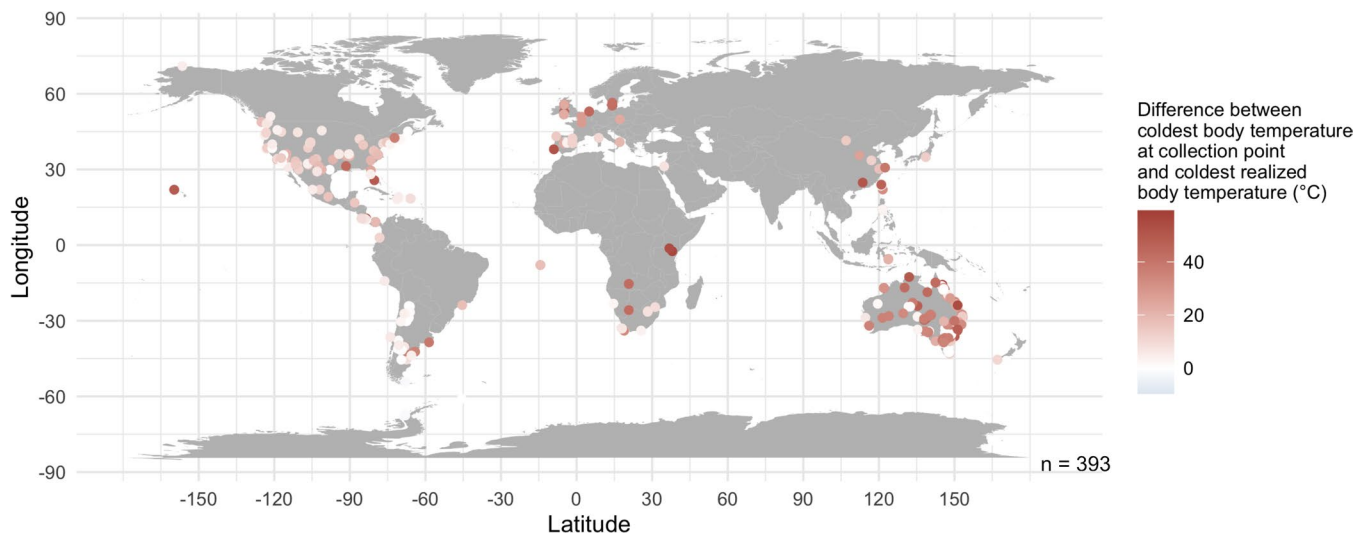 90
60
30
0
-30
-60
-90
Longitude
-150
-120
-90
-60
-30
0
30
60
90
120
150
Latitude
n = 393
Difference between
coldest body temperature
at collection point
and coldest realized
body temperature (°C)
40
20
0